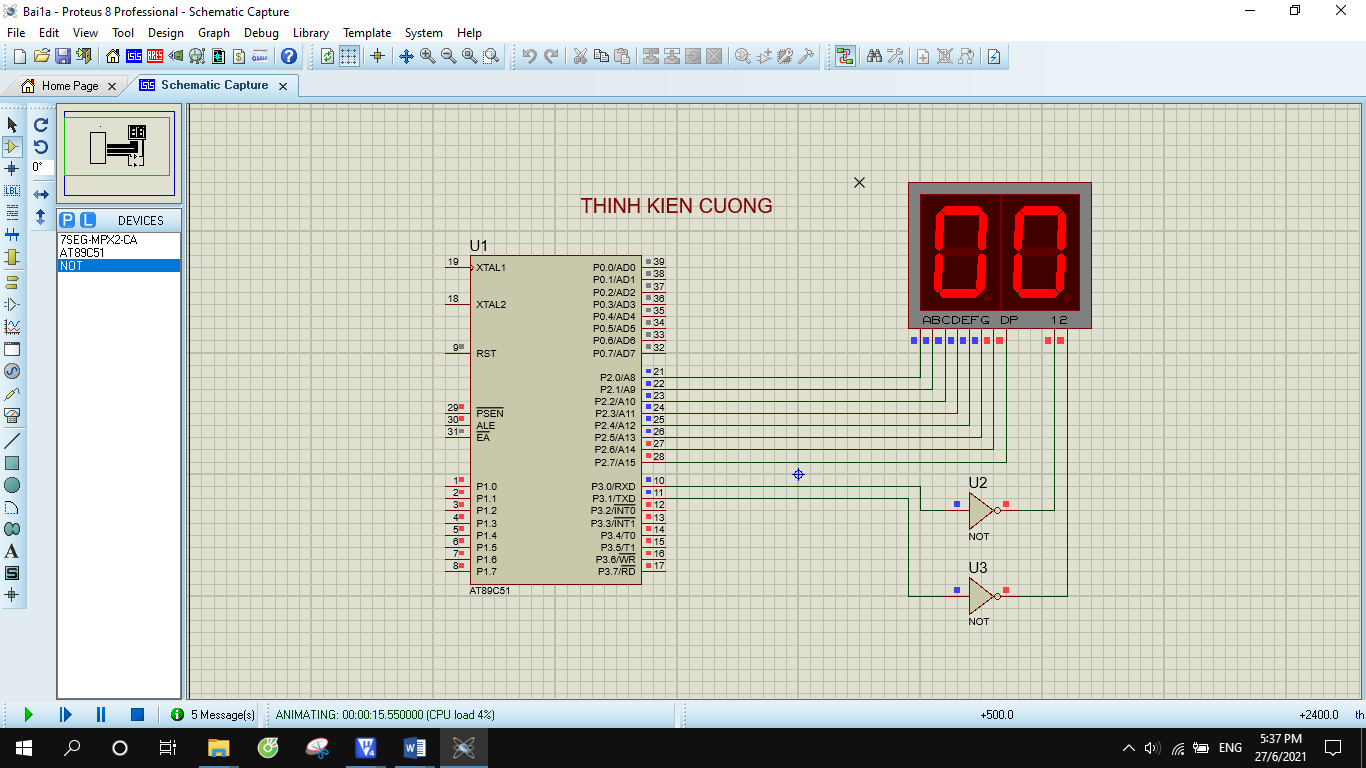 Bai1a - Proteus 8 Professional - Schematic Capture
File Edit View Tool Design Graph Debug Library Template System Help
Home Page
Schematic Capture
0°
LBL
P L DEVICES
7SEG-MPX2-CA
AT89C51
NOT
A
S
THINH KIEN CUONG
U1
19 XTAL1
18 XTAL2
9 RST
29 PSEN
30 ALE
31 EA
1 P1.0
2 P1.1
3 P1.2
4 P1.3
5 P1.4
6 P1.5
7 P1.6
8 P1.7
P0.0/AD0 39
P0.1/AD1 38
P0.2/AD2 37
P0.3/AD3 36
P0.4/AD4 35
P0.5/AD5 34
P0.6/AD6 33
P0.7/AD7 32
P2.0/A8 21
P2.1/A9 22
P2.2/A10 23
P2.3/A11 24
P2.4/A12 25
P2.5/A13 26
P2.6/A14 27
P2.7/A15 28
P3.0/RXD 10
P3.1/TXD 11
P3.2/INT0 12
P3.3/INT1 13
P3.4/T0 14
P3.5/T1 15
P3.6/WR 16
P3.7/RD 17
AT89C51
00
ABCDEFG DP 12
U2
NOT
U3
NOT
5 Message(s) ANIMATING: 00:00:15.550000 (CPU load 4%) +500.0 +2400.0 th
ENG
5:37 PM
27/6/2021